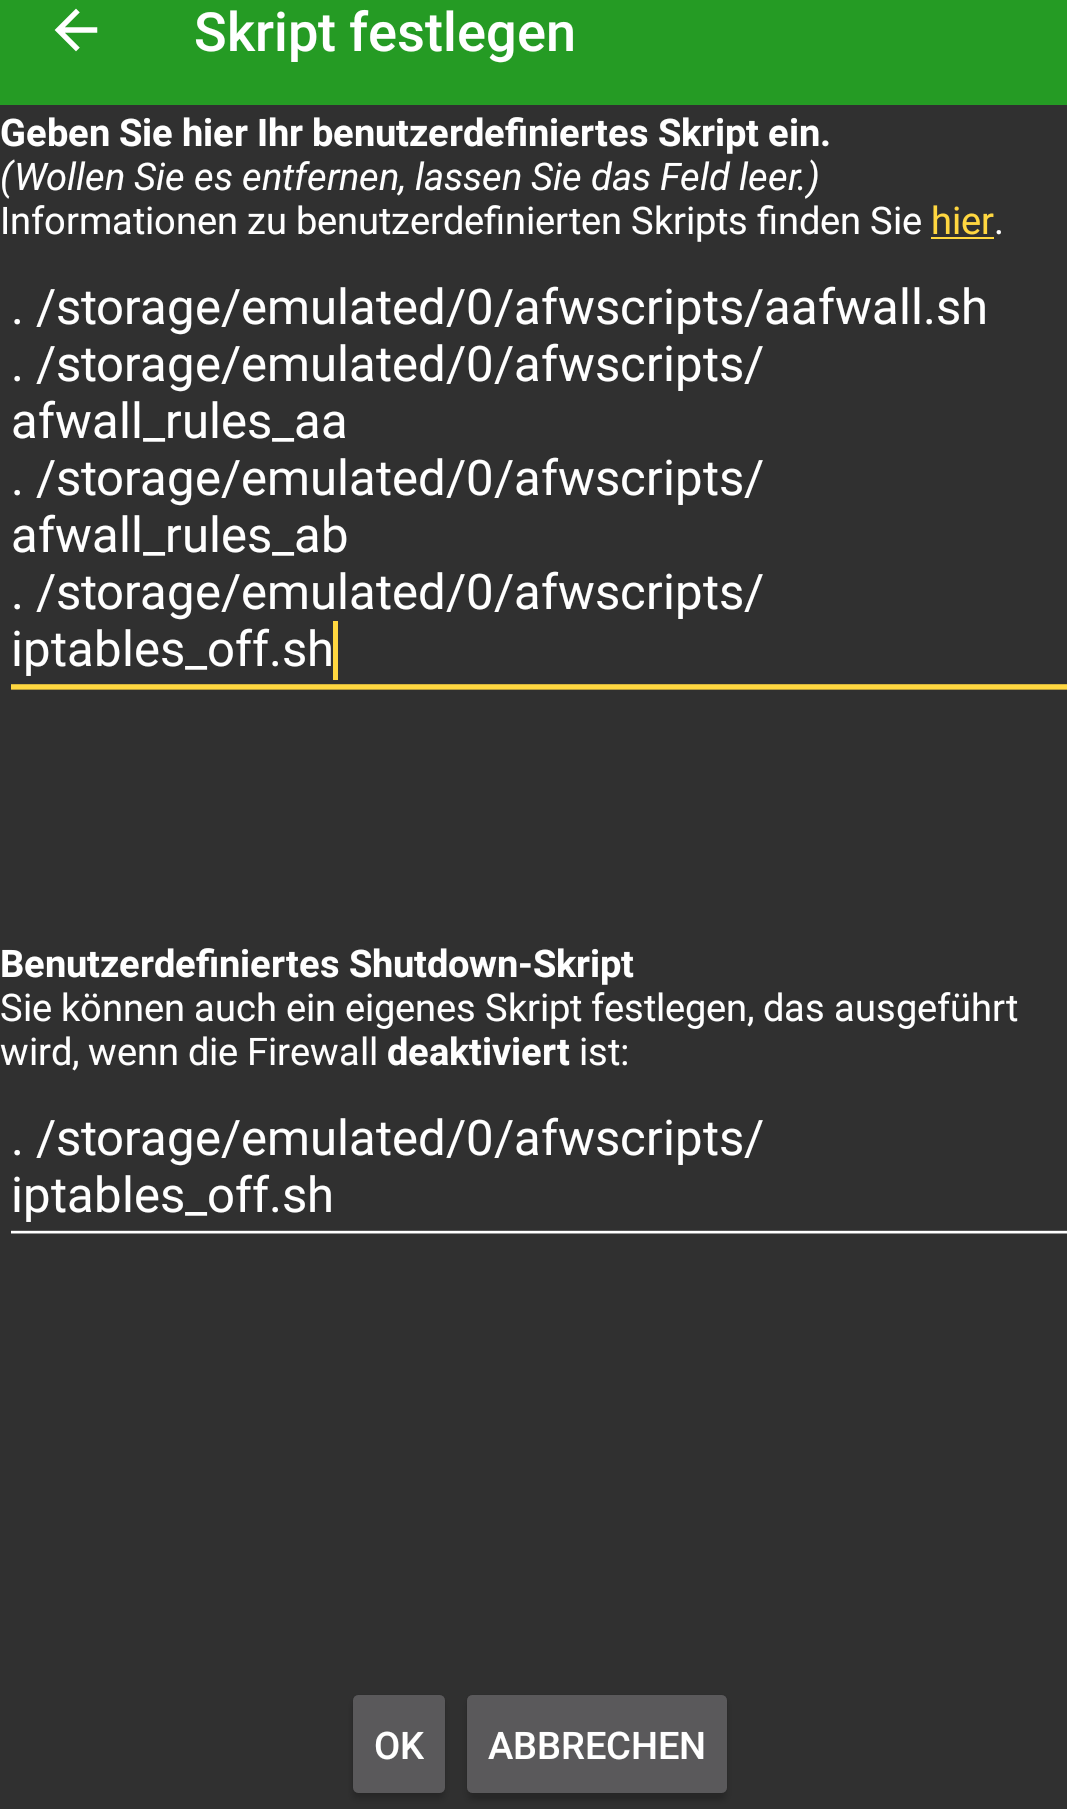 Skript festlegen
Geben Sie hier Ihr benutzerdefiniertes Skript ein.
(Wollen Sie es entfernen, lassen Sie das Feld leer.)
Informationen zu benutzerdefinierten Skripts finden Sie hier.
. /storage/emulated/0/afwscripts/aafwall.sh
. /storage/emulated/0/afwscripts/
afwall_rules_aa
. /storage/emulated/0/afwscripts/
afwall_rules_ab
. /storage/emulated/0/afwscripts/
iptables_off.sh
Benutzerdefiniertes Shutdown-Skript
Sie können auch ein eigenes Skript festlegen, das ausgeführt
wird, wenn die Firewall deaktiviert ist:
. /storage/emulated/0/afwscripts/
iptables_off.sh
OK ABBRECHEN